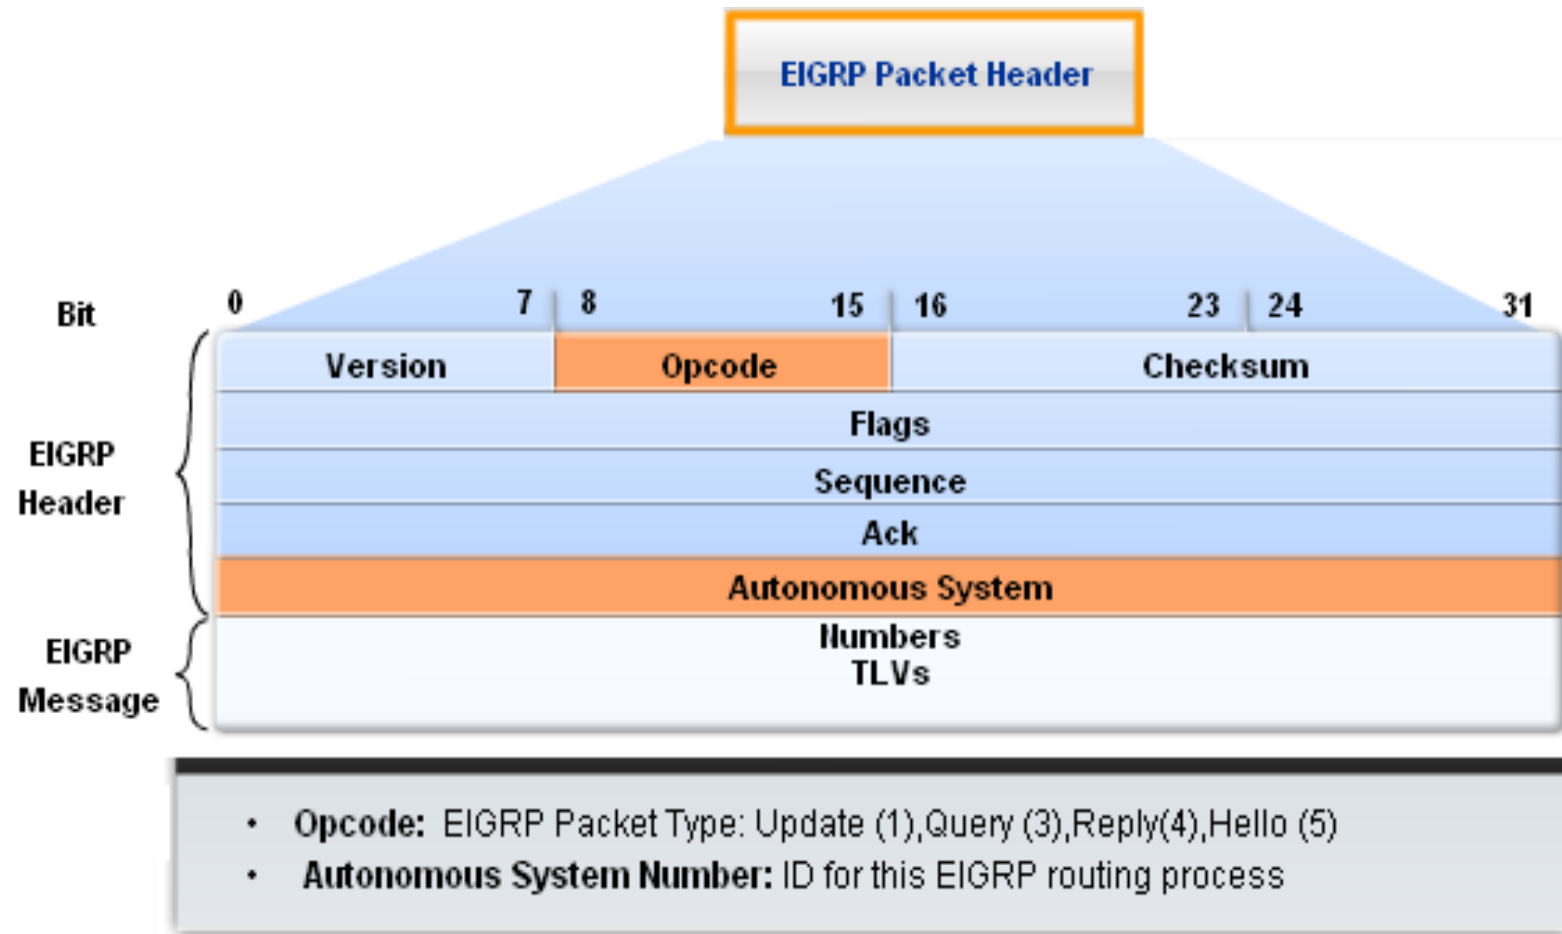 EIGRP Packet Header
Bit
0 7 8 15 16 23 24 31
Version Opcode Checksum
Flags
EIGRP
Header
Sequence
Ack
Autonomous System
Numbers
TLVs
EIGRP
Message
• Opcode: EIGRP Packet Type: Update (1),Query (3),Reply(4),Hello (5)
• Autonomous System Number: ID for this EIGRP routing process